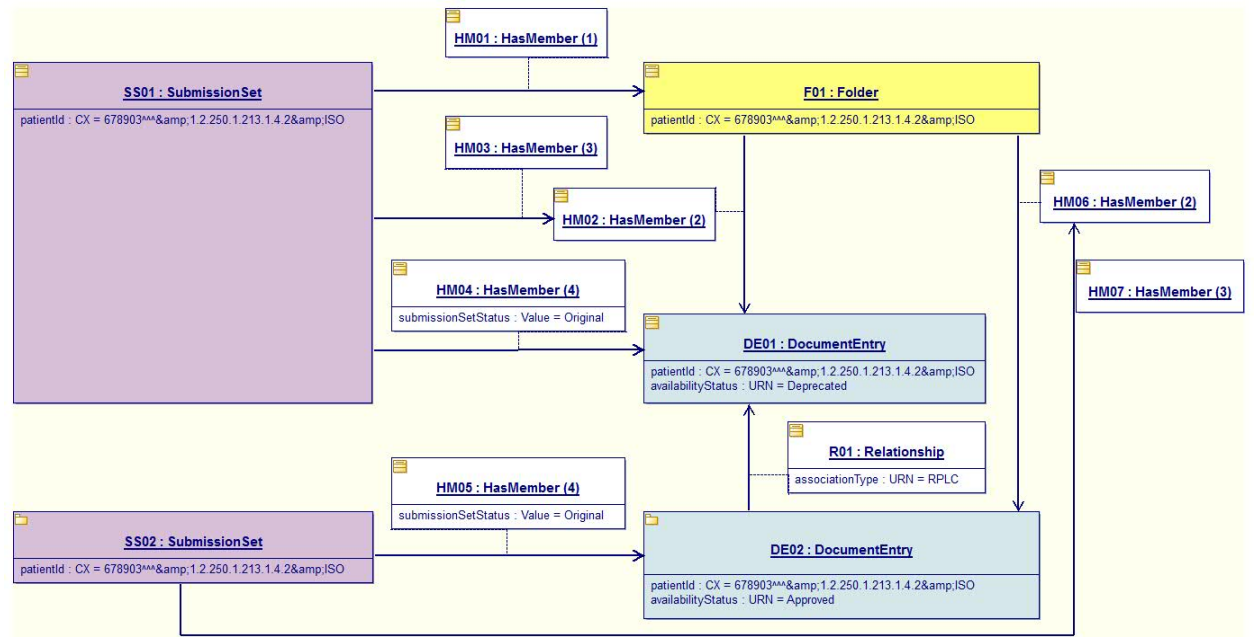 HM01 : HasMember (1)
SS01 : SubmissionSet
patientId : CX = 678903^^^&amp;1.2.250.1.213.1.4.2&amp;ISO
F01 : Folder
patientId : CX = 678903^^^&amp;1.2.250.1.213.1.4.2&amp;ISO
HM03 : HasMember (3)
HM02 : HasMember (2)
HM06 : HasMember (2)
HM07 : HasMember (3)
HM04 : HasMember (4)
submissionSetStatus : Value = Original
DE01 : DocumentEntry
patientId : CX = 678903^^^&amp;1.2.250.1.213.1.4.2&amp;ISO
availabilityStatus : URN = Deprecated
R01 : Relationship
associationType : URN = RPLC
HM05 : HasMember (4)
submissionSetStatus : Value = Original
SS02 : SubmissionSet
patientId : CX = 678903^^^&amp;1.2.250.1.213.1.4.2&amp;ISO
DE02 : DocumentEntry
patientId : CX = 678903^^^&amp;1.2.250.1.213.1.4.2&amp;ISO
availabilityStatus : URN = Approved